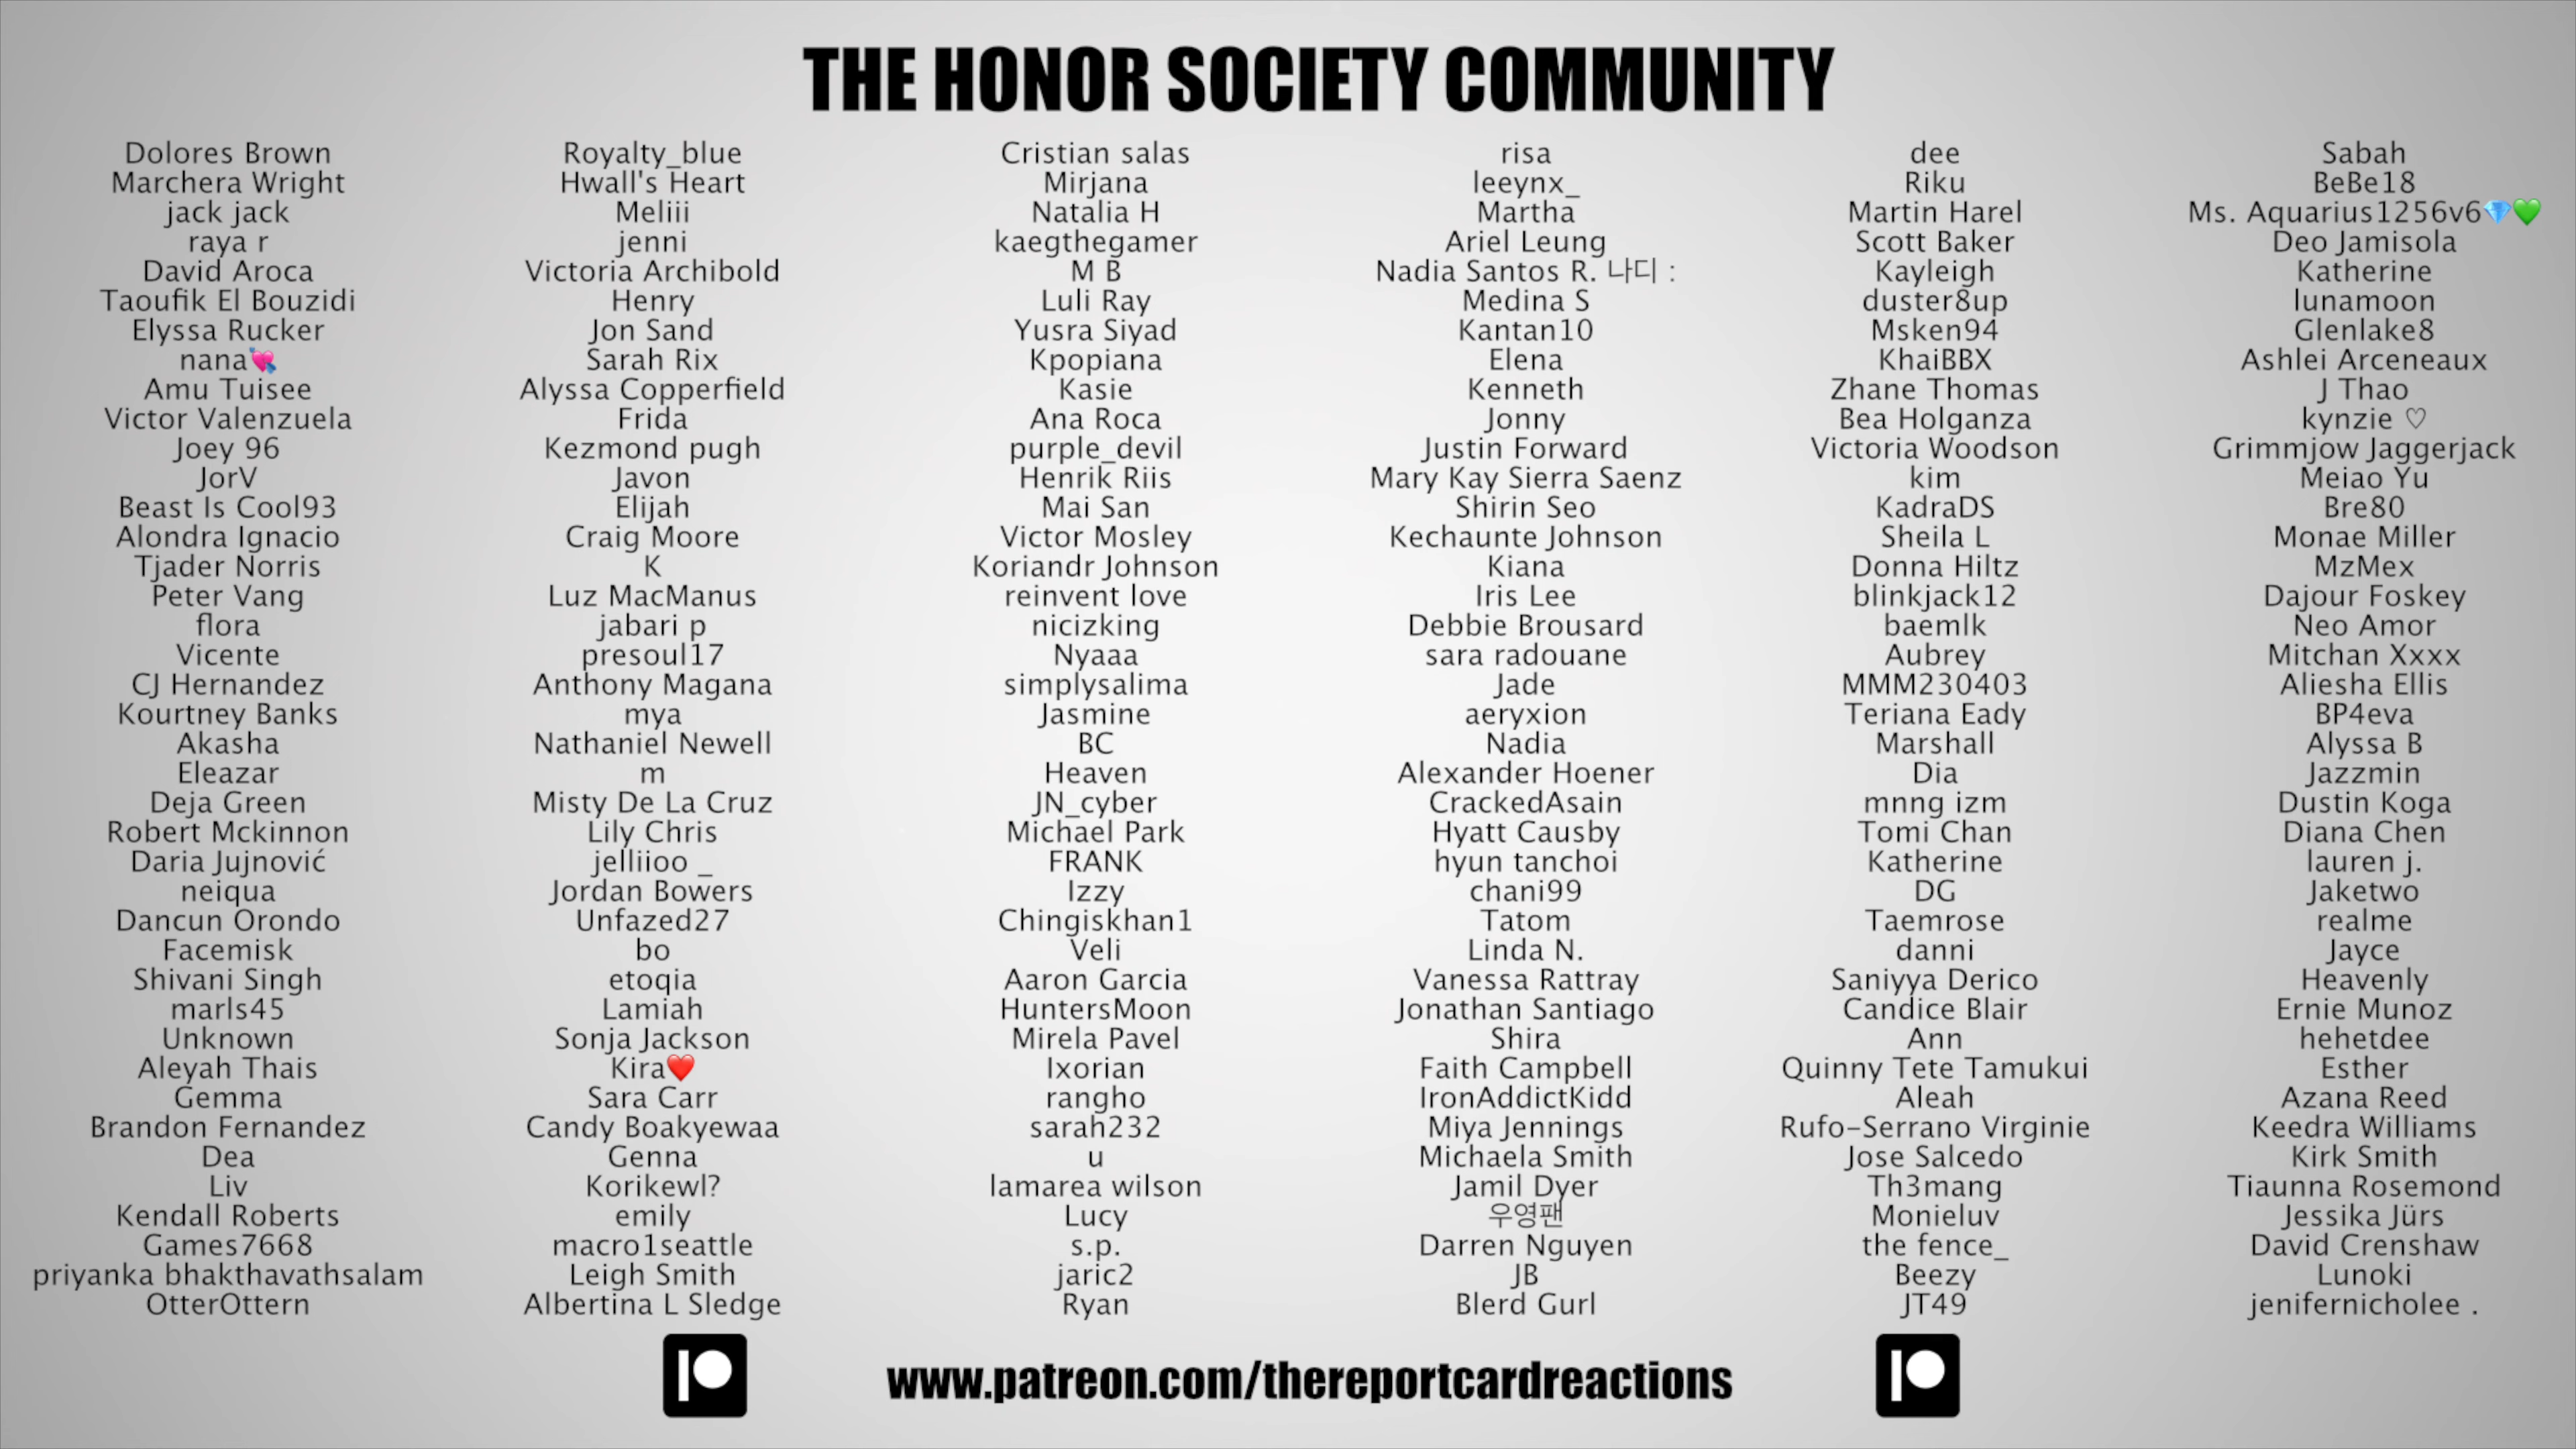 THE HONOR SOCIETY COMMUNITY
Dolores Brown
Marchera Wright
jack jack
raya r
David Aroca
Taoufik El Bouzidi
Elyssa Rucker
nana💘
Amu Tuisee
Victor Valenzuela
Joey 96
JorV
Beast Is Cool93
Alondra Ignacio
Tjader Norris
Peter Vang
flora
Vicente
CJ Hernandez
Kourtney Banks
Akasha
Eleazar
Deja Green
Robert Mckinnon
Daria Jujnović
neiqua
Dancun Orondo
Facemisk
Shivani Singh
marls45
Unknown
Aleyah Thais
Gemma
Brandon Fernandez
Dea
Liv
Kendall Roberts
Games7668
priyanka bhakthavathsalam
OtterOttern
Royalty_blue
Hwall's Heart
Meliii
jenni
Victoria Archibold
Henry
Jon Sand
Sarah Rix
Alyssa Copperfield
Frida
Kezmond pugh
Javon
Elijah
Craig Moore
K
Luz MacManus
jabari p
presoul17
Anthony Magana
mya
Nathaniel Newell
m
Misty De La Cruz
Lily Chris
jelliioo _
Jordan Bowers
Unfazed27
bo
etoqia
Lamiah
Sonja Jackson
Kira❤️
Sara Carr
Candy Boakyewaa
Genna
Korikewl?
emily
macro1seattle
Leigh Smith
Albertina L Sledge
Cristian salas
Mirjana
Natalia H
kaegthegamer
M B
Luli Ray
Yusra Siyad
Kpopiana
Kasie
Ana Roca
purple_devil
Henrik Riis
Mai San
Victor Mosley
Koriandr Johnson
reinvent love
nicizking
Nyaaa
simplysalima
Jasmine
BC
Heaven
JN_cyber
Michael Park
FRANK
Izzy
Chingiskhan1
Veli
Aaron Garcia
HuntersMoon
Mirela Pavel
Ixorian
rangho
sarah232
u
lamarea wilson
Lucy
s.p.
jaric2
Ryan
risa
leeynx_
Martha
Ariel Leung
Nadia Santos R. 나디 :
Medina S
Kantan10
Elena
Kenneth
Jonny
Justin Forward
Mary Kay Sierra Saenz
Shirin Seo
Kechaunte Johnson
Kiana
Iris Lee
Debbie Brousard
sara radouane
Jade
aeryxion
Nadia
Alexander Hoener
CrackedAsain
Hyatt Causby
hyun tanchoi
chani99
Tatom
Linda N.
Vanessa Rattray
Jonathan Santiago
Shira
Faith Campbell
IronAddictKidd
Miya Jennings
Michaela Smith
Jamil Dyer
우영팬
Darren Nguyen
JB
Blerd Gurl
dee
Riku
Martin Harel
Scott Baker
Kayleigh
duster8up
Msken94
KhaiBBX
Zhane Thomas
Bea Holganza
Victoria Woodson
kim
KadraDS
Sheila L
Donna Hiltz
blinkjack12
baemlk
Aubrey
MMM230403
Teriana Eady
Marshall
Dia
mnng izm
Tomi Chan
Katherine
DG
Taemrose
danni
Saniyya Derico
Candice Blair
Ann
Quinny Tete Tamukui
Aleah
Rufo-Serrano Virginie
Jose Salcedo
Th3mang
Monieluv
the fence_
Beezy
JT49
Sabah
BeBe18
Ms. Aquarius1256v6💎💚
Deo Jamisola
Katherine
lunamoon
Glenlake8
Ashlei Arceneaux
J Thao
kynzie ♡
Grimmjow Jaggerjack
Meiao Yu
Bre80
Monae Miller
MzMex
Dajour Foskey
Neo Amor
Mitchan Xxxx
Aliesha Ellis
BP4eva
Alyssa B
Jazzmin
Dustin Koga
Diana Chen
lauren j.
Jaketwo
realme
Jayce
Heavenly
Ernie Munoz
hehetdee
Esther
Azana Reed
Keedra Williams
Kirk Smith
Tiaunna Rosemond
Jessika Jürs
David Crenshaw
Lunoki
jenifernicholee .
www.patreon.com/thereportcardreactions